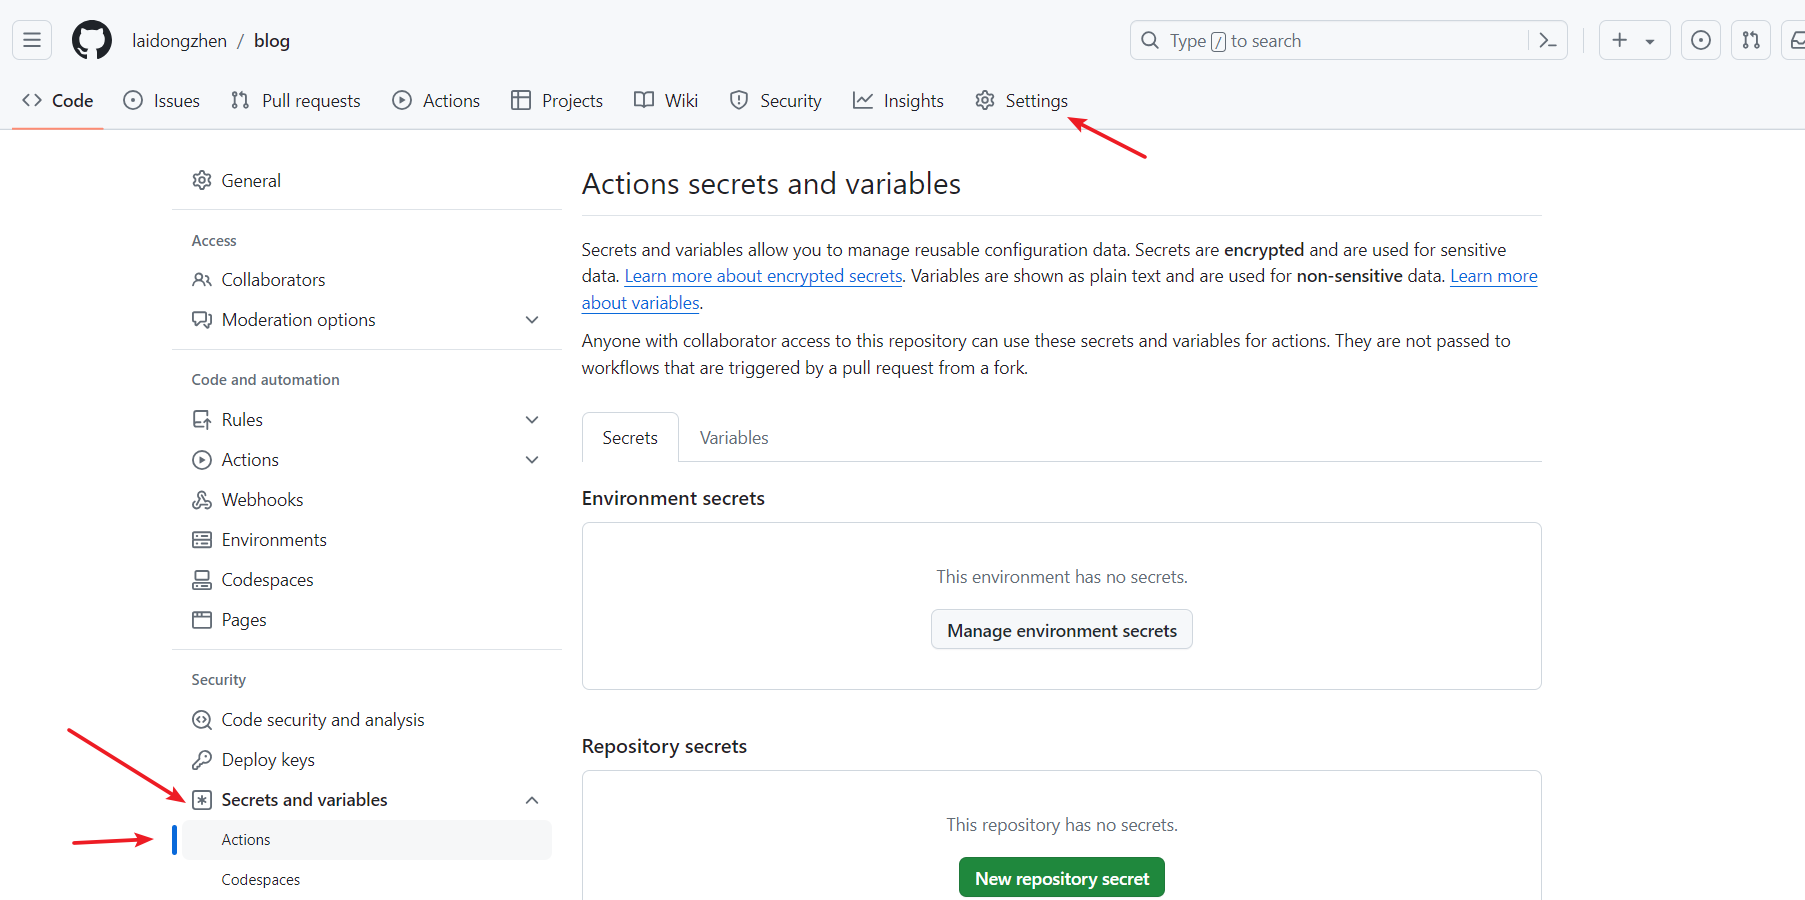 laidongzhen / blog
Type / to search
Code Issues Pull requests Actions Projects Wiki Security Insights Settings
General
Access
Collaborators
Moderation options
Code and automation
Rules
Actions
Webhooks
Environments
Codespaces
Pages
Security
Code security and analysis
Deploy keys
Secrets and variables
Actions
Codespaces
Actions secrets and variables
Secrets and variables allow you to manage reusable configuration data. Secrets are encrypted and are used for sensitive
data. Learn more about encrypted secrets. Variables are shown as plain text and are used for non-sensitive data. Learn more
about variables.
Anyone with collaborator access to this repository can use these secrets and variables for actions. They are not passed to
workflows that are triggered by a pull request from a fork.
Secrets Variables
Environment secrets
This environment has no secrets.
Manage environment secrets
Repository secrets
This repository has no secrets.
New repository secret